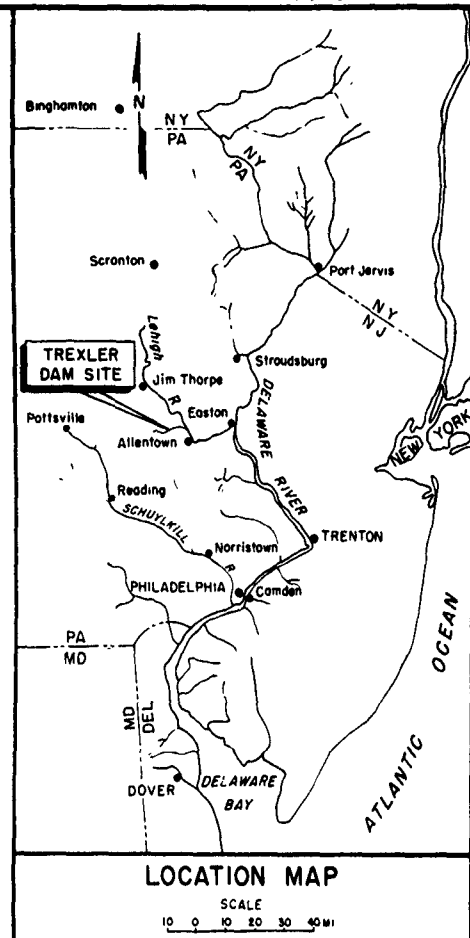 Binghamton
N
NY
PA
NY
PA
Scranton
Port Jervis
NY
NJ
Lehigh
R
TREXLER
DAM SITE
Stroudsburg
Jim Thorpe
Easton
DELAWARE
RIVER
Pottsville
Allentown
NEW
YORK
Reading
SCHUYLKILL
R
TRENTON
Norristown
PHILADELPHIA
Camden
PA
MD
OCEAN
ATLANTIC
MD
DEL
DOVER
DELAWARE
BAY
LOCATION MAP
SCALE
10 0 10 20 30 40 MI